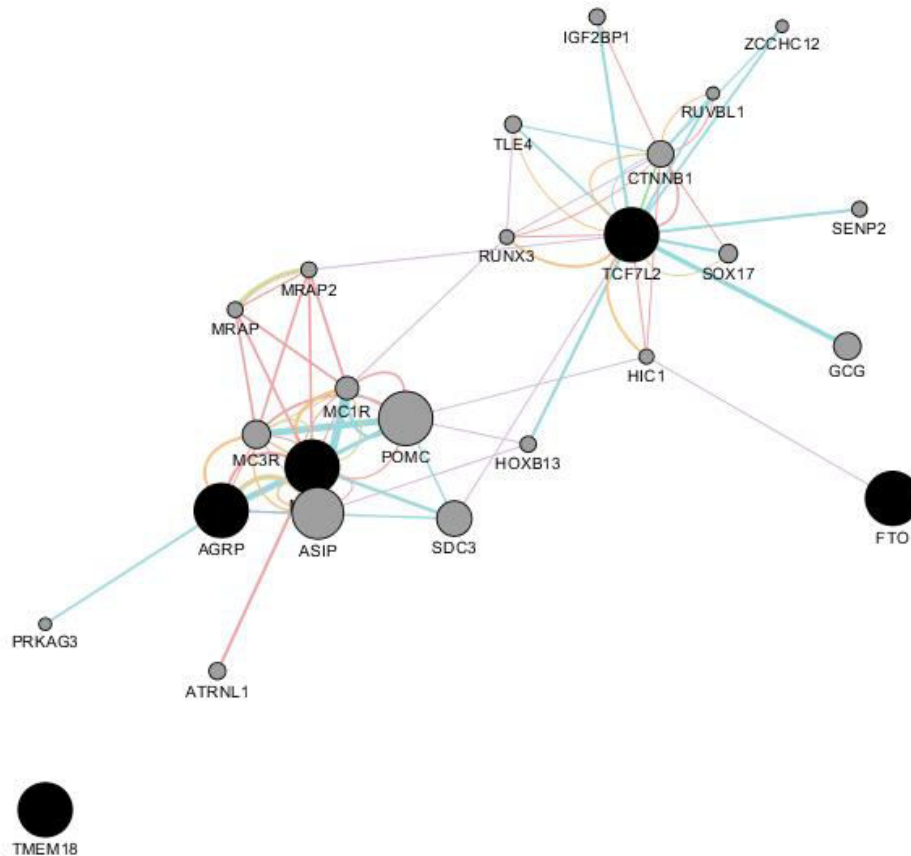 IGF2BP1
ZCCHC12
RUVBL1
TLE4
CTNNB1
SENP2
RUNX3
TCF7L2
SOX17
MRAP2
MRAP
GCG
HIC1
MC1R
MC3R
POMC
HOXB13
AGRP
ASIP
SDC3
FTO
PRKAG3
ATRNL1
TMEM18